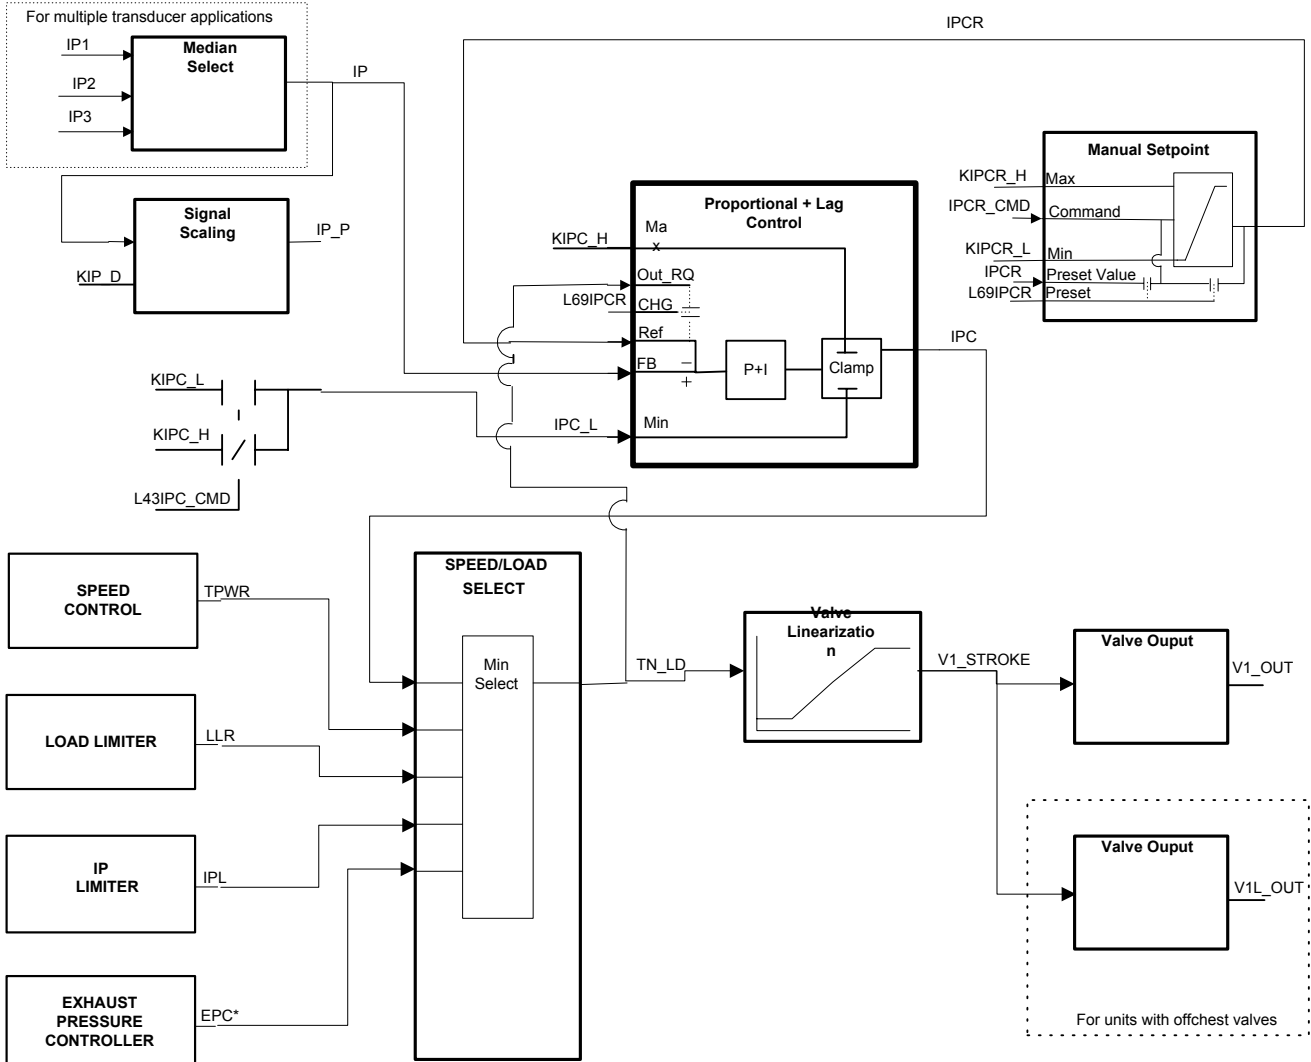 For multiple transducer applications
IP1
IP2
IP3
Median
Select
IP
IPCR
Signal
Scaling
KIP_D
IP_P
Manual Setpoint
KIPCR_H
Max
IPCR_CMD
Command
KIPCR_L
Min
IPCR
Preset Value
L69IPCR
Preset
Proportional + Lag
Control
KIPC_H
Ma
x
Out_RQ
L69IPCR
CHG
Ref
FB
−
+
P+I
Clamp
IPC
IPC_L
Min
KIPC_L
KIPC_H
L43IPC_CMD
SPEED
CONTROL
TPWR
LOAD LIMITER
LLR
IP
LIMITER
IPL
EXHAUST
PRESSURE
CONTROLLER
EPC*
SPEED/LOAD
SELECT
Min
Select
TN_LD
Valve
Linearizatio
n
V1_STROKE
Valve Ouput
V1_OUT
Valve Ouput
V1L_OUT
For units with offchest valves